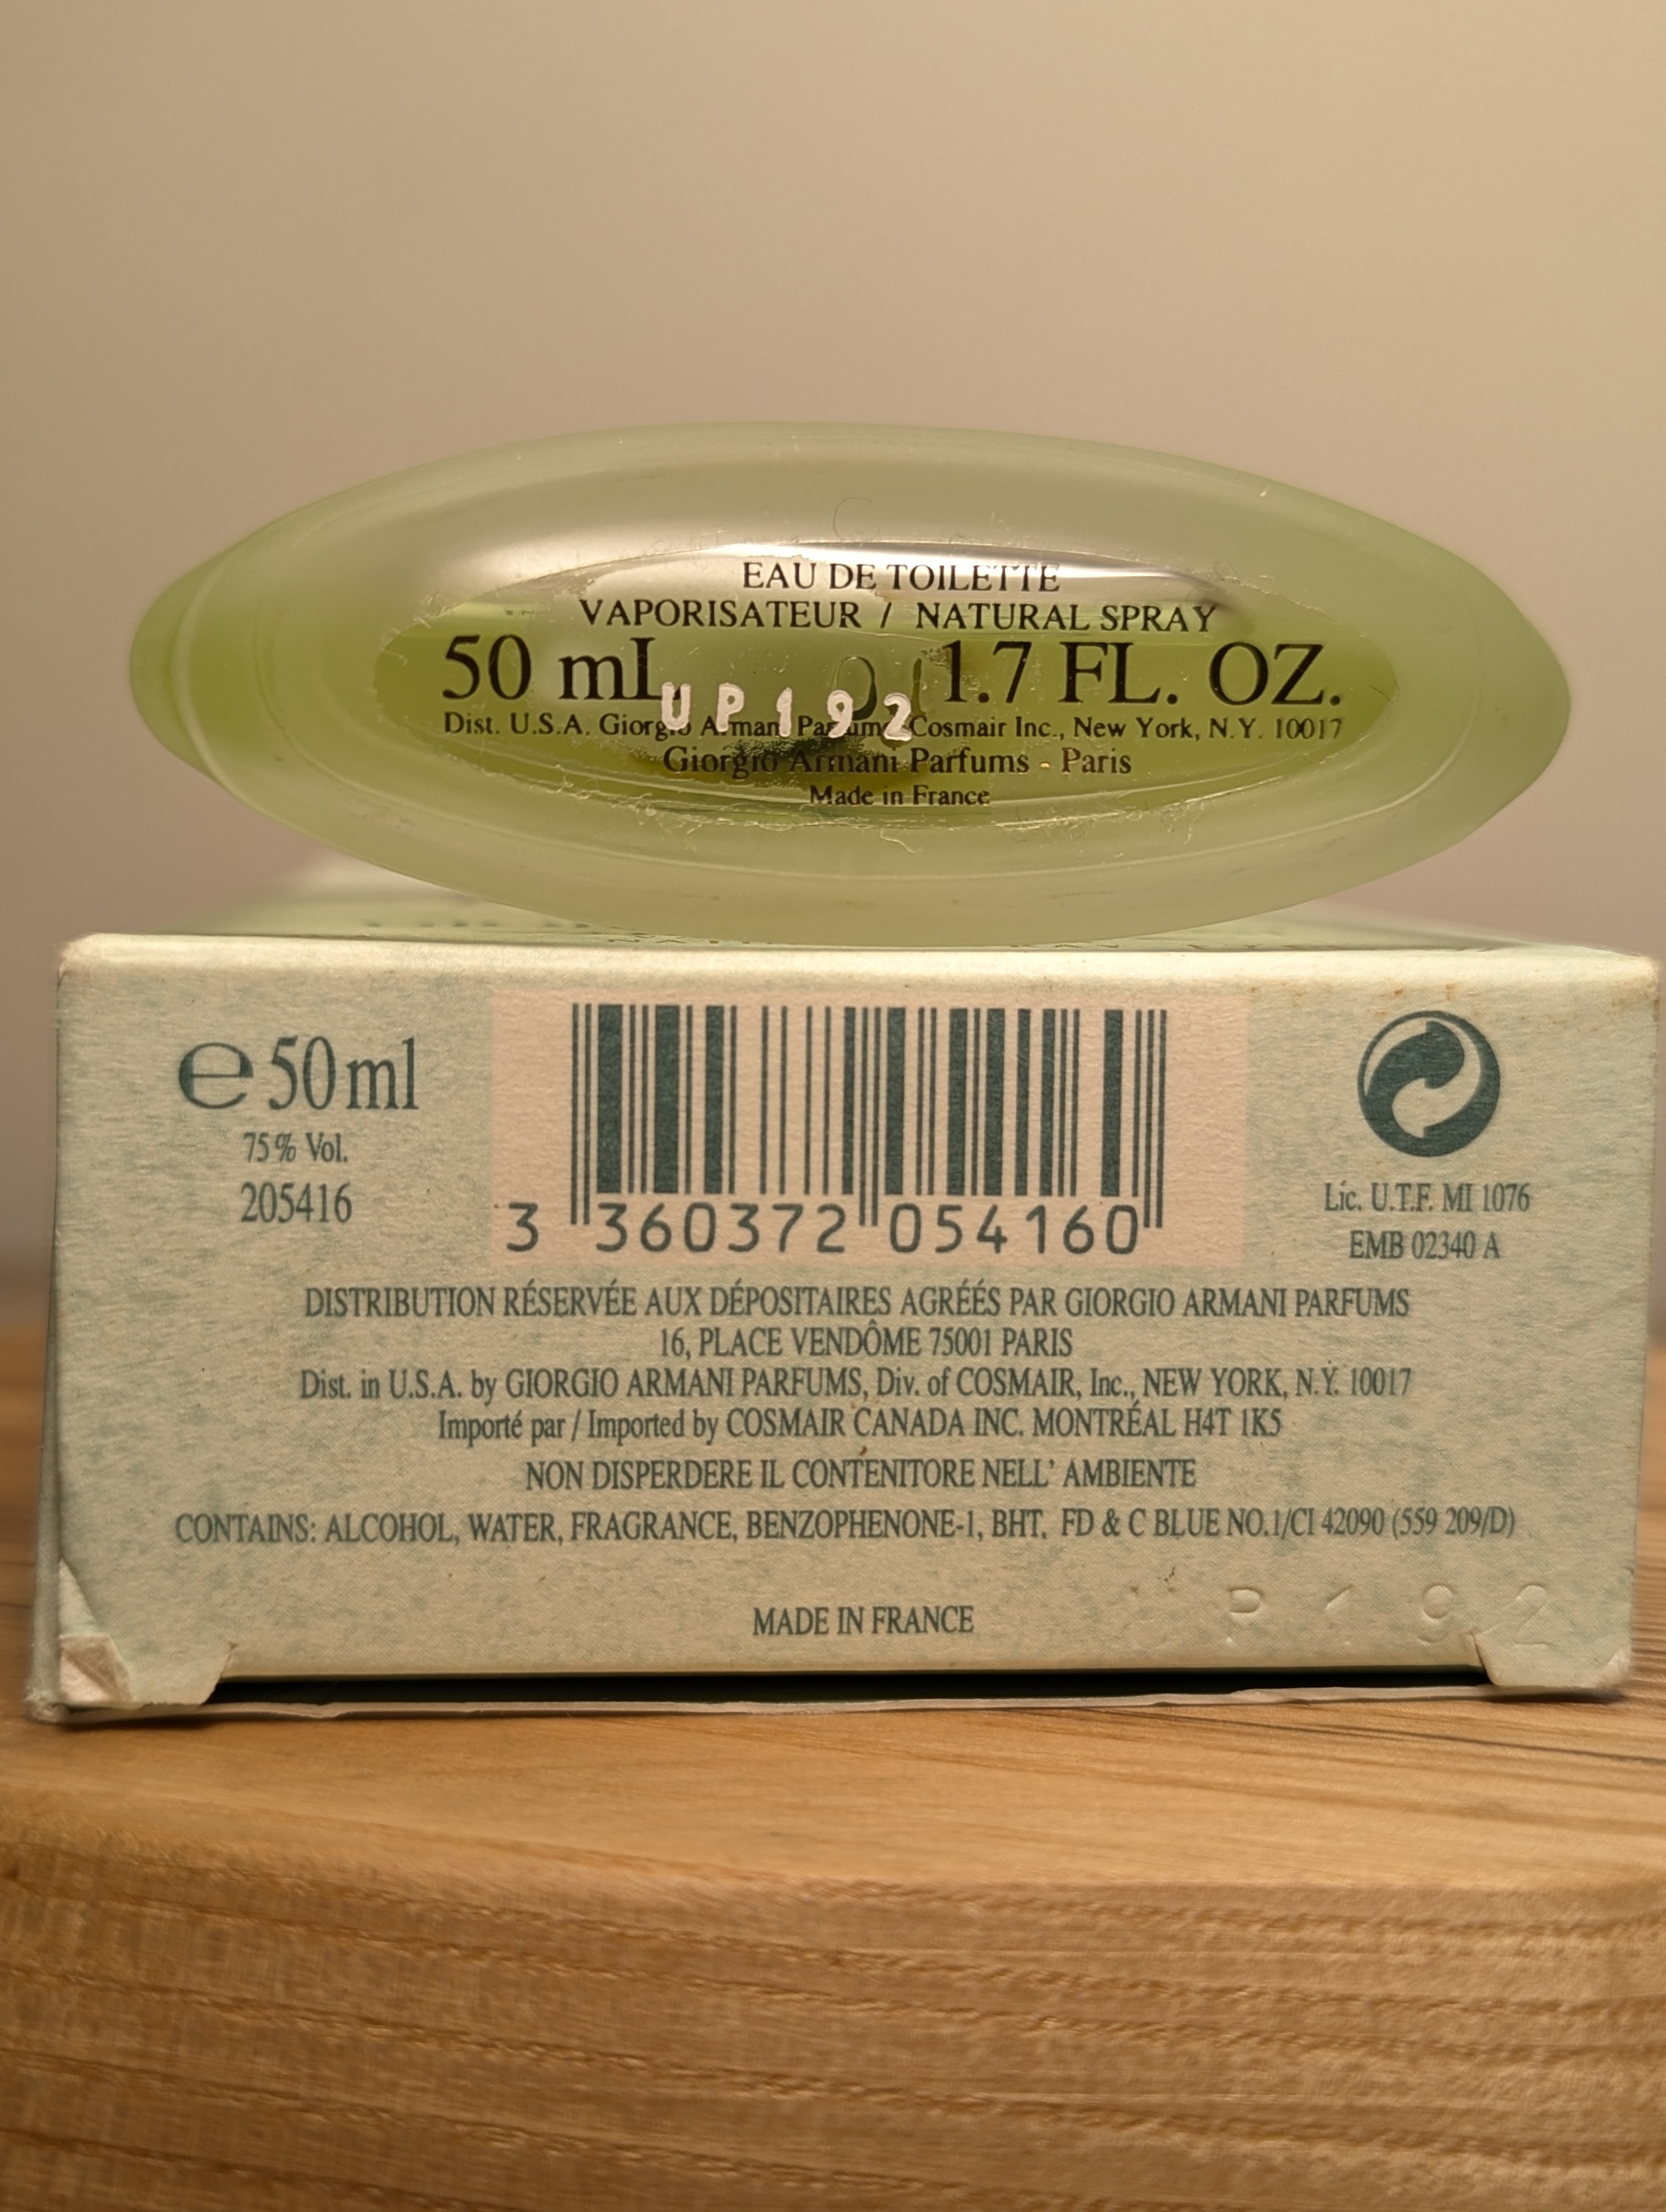 EAU DE TOILETTE
VAPORISATEUR / NATURAL SPRAY
50 mL 1.7 FL. OZ.
UP192
Dist. U.S.A. Giorgio Armani Parfums Cosmair Inc., New York, N.Y. 10017
Giorgio Armani Parfums - Paris
Made in France
℮ 50 ml
75% Vol.
205416
3 360372 054160
Lic. U.T.F. MI 1076
EMB 02340 A
DISTRIBUTION RÉSERVÉE AUX DÉPOSITAIRES AGRÉÉS PAR GIORGIO ARMANI PARFUMS
16, PLACE VENDÔME 75001 PARIS
Dist. in U.S.A. by GIORGIO ARMANI PARFUMS, Div. of COSMAIR, Inc., NEW YORK, N.Y. 10017
Importé par / Imported by COSMAIR CANADA INC. MONTRÉAL H4T 1K5
NON DISPERDERE IL CONTENITORE NELL' AMBIENTE
CONTAINS: ALCOHOL, WATER, FRAGRANCE, BENZOPHENONE-1, BHT, FD & C BLUE NO.1/CI 42090 (559 209/D)
P192
MADE IN FRANCE